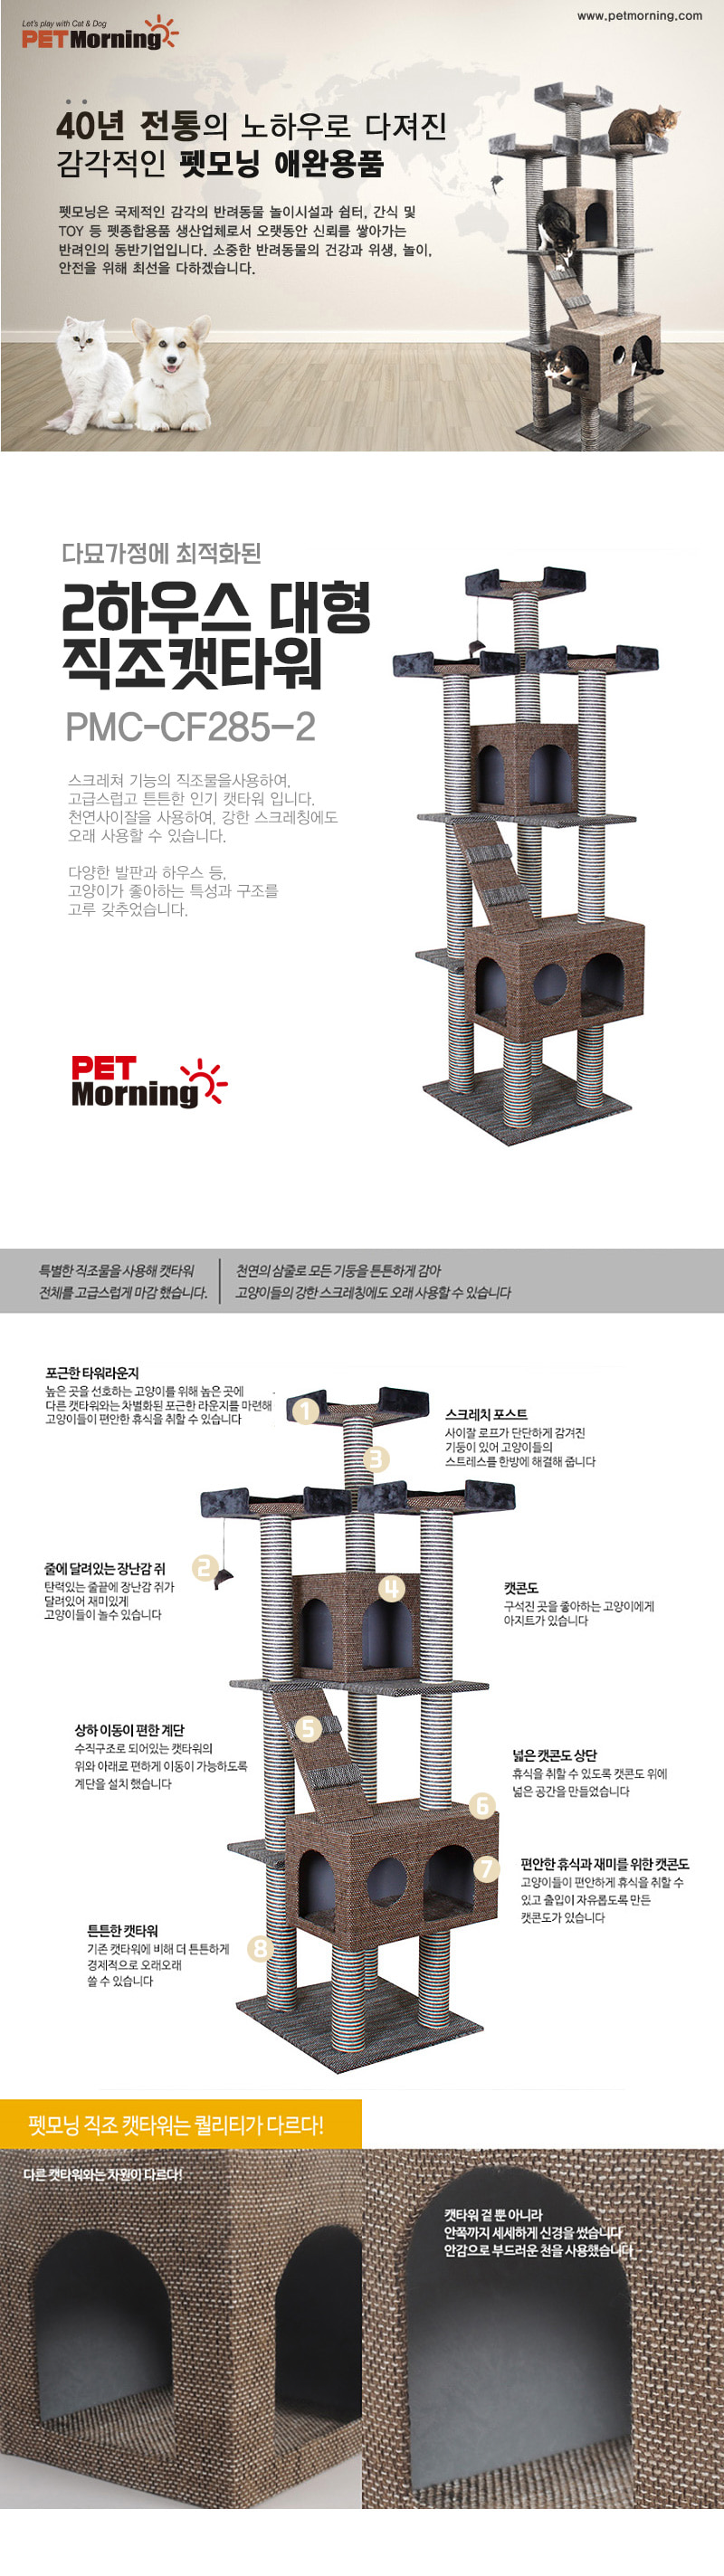 Let's play with Cat & Dog
PETMorning
www.petmorning.com
40년 전통의 노하우로 다져진
감각적인 펫모닝 애완용품
펫모닝은 국제적인 감각의 반려동물 놀이시설과 쉼터, 간식 및
TOY 등 펫종합용품 생산업체로서 오랫동안 신뢰를 쌓아가는
반려인의 동반기업입니다. 소중한 반려동물의 건강과 위생, 놀이,
안전을 위해 최선을 다하겠습니다.
다묘가정에 최적화된
2하우스 대형
직조캣타워
PMC-CF285-2
스크레쳐 기능의 직조물을사용하여,
고급스럽고 튼튼한 인기 캣타워 입니다.
천연사이잘을 사용하여, 강한 스크레칭에도
오래 사용할 수 있습니다.
다양한 발판과 하우스 등,
고양이가 좋아하는 특성과 구조를
고루 갖추었습니다.
PET
Morning
특별한 직조물을 사용해 캣타워
전체를 고급스럽게 마감 했습니다.
천연의 삼줄로 모든 기둥을 튼튼하게 감아
고양이들의 강한 스크레칭에도 오래 사용할 수 있습니다
포근한 타워라운지
높은 곳을 선호하는 고양이를 위해 높은 곳에
다른 캣타워와는 차별화된 포근한 라운지를 마련해
고양이들이 편안한 휴식을 취할 수 있습니다
1
스크레치 포스트
사이잘 로프가 단단하게 감겨진
기둥이 있어 고양이들의
스트레스를 한방에 해결해 줍니다
3
줄에 달려있는 장난감 쥐
탄력있는 줄끝에 장난감 쥐가
달려있어 재미있게
고양이들이 놀수 있습니다
2
4
캣콘도
구석진 곳을 좋아하는 고양이에게
아지트가 있습니다
상하 이동이 편한 계단
수직구조로 되어있는 캣타워의
위와 아래로 편하게 이동이 가능하도록
계단을 설치 했습니다
5
넓은 캣콘도 상단
휴식을 취할 수 있도록 캣콘도 위에
넓은 공간을 만들었습니다
6
7
편안한 휴식과 재미를 위한 캣콘도
고양이들이 편안하게 휴식을 취할 수
있고 출입이 자유롭도록 만든
캣콘도가 있습니다
튼튼한 캣타워
기존 캣타워에 비해 더 튼튼하게
경제적으로 오래오래
쓸 수 있습니다
8
펫모닝 직조 캣타워는 퀄리티가 다르다!
다른 캣타워와는 차원이 다르다!
캣타워 겉 뿐 아니라
안쪽까지 세세하게 신경을 썼습니다
안감으로 부드러운 천을 사용했습니다